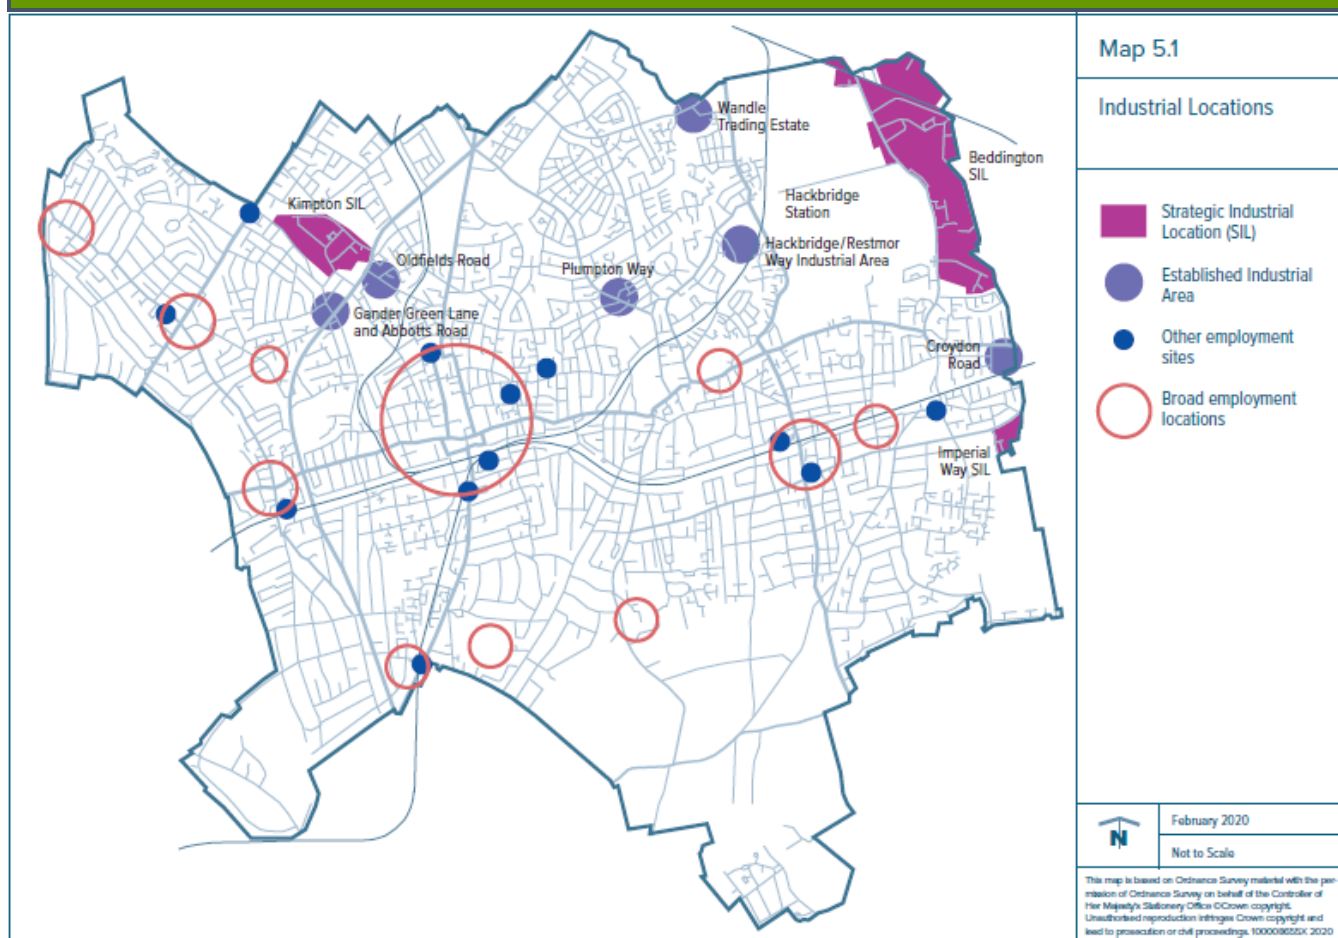 Map 5.1
Industrial Locations
Strategic Industrial
Location (SIL)
Established Industrial
Area
Other employment
sites
Broad employment
locations
Wandle
Trading Estate
Beddington
SIL
Hackbridge
Station
Kimpton SIL
Oldfields Road
Hackbridge/Restmor
Way Industrial Area
Plumpton Way
Gander Green Lane
and Abbotts Road
Croydon
Road
Imperial
Way SIL
N
February 2020
Not to Scale
This map is based on Ordnance Survey material with the per-
mission of Ordnance Survey on behalf of the Controller of
Her Majesty's Stationery Office ©Crown copyright.
Unauthorised reproduction infringes Crown copyright and
lead to prosecution or civil proceedings. 2020